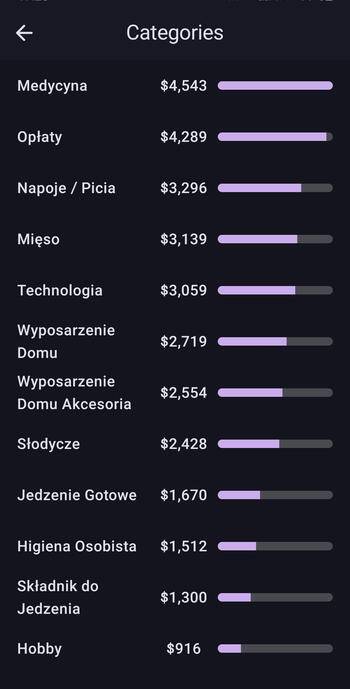 Categories
Medycyna $4,543
Opłaty $4,289
Napoje / Picia $3,296
Mięso $3,139
Technologia $3,059
Wyposarzenie
Domu $2,719
Wyposarzenie
Domu Akcesoria $2,554
Słodycze $2,428
Jedzenie Gotowe $1,670
Higiena Osobista $1,512
Składnik do
Jedzenia $1,300
Hobby $916